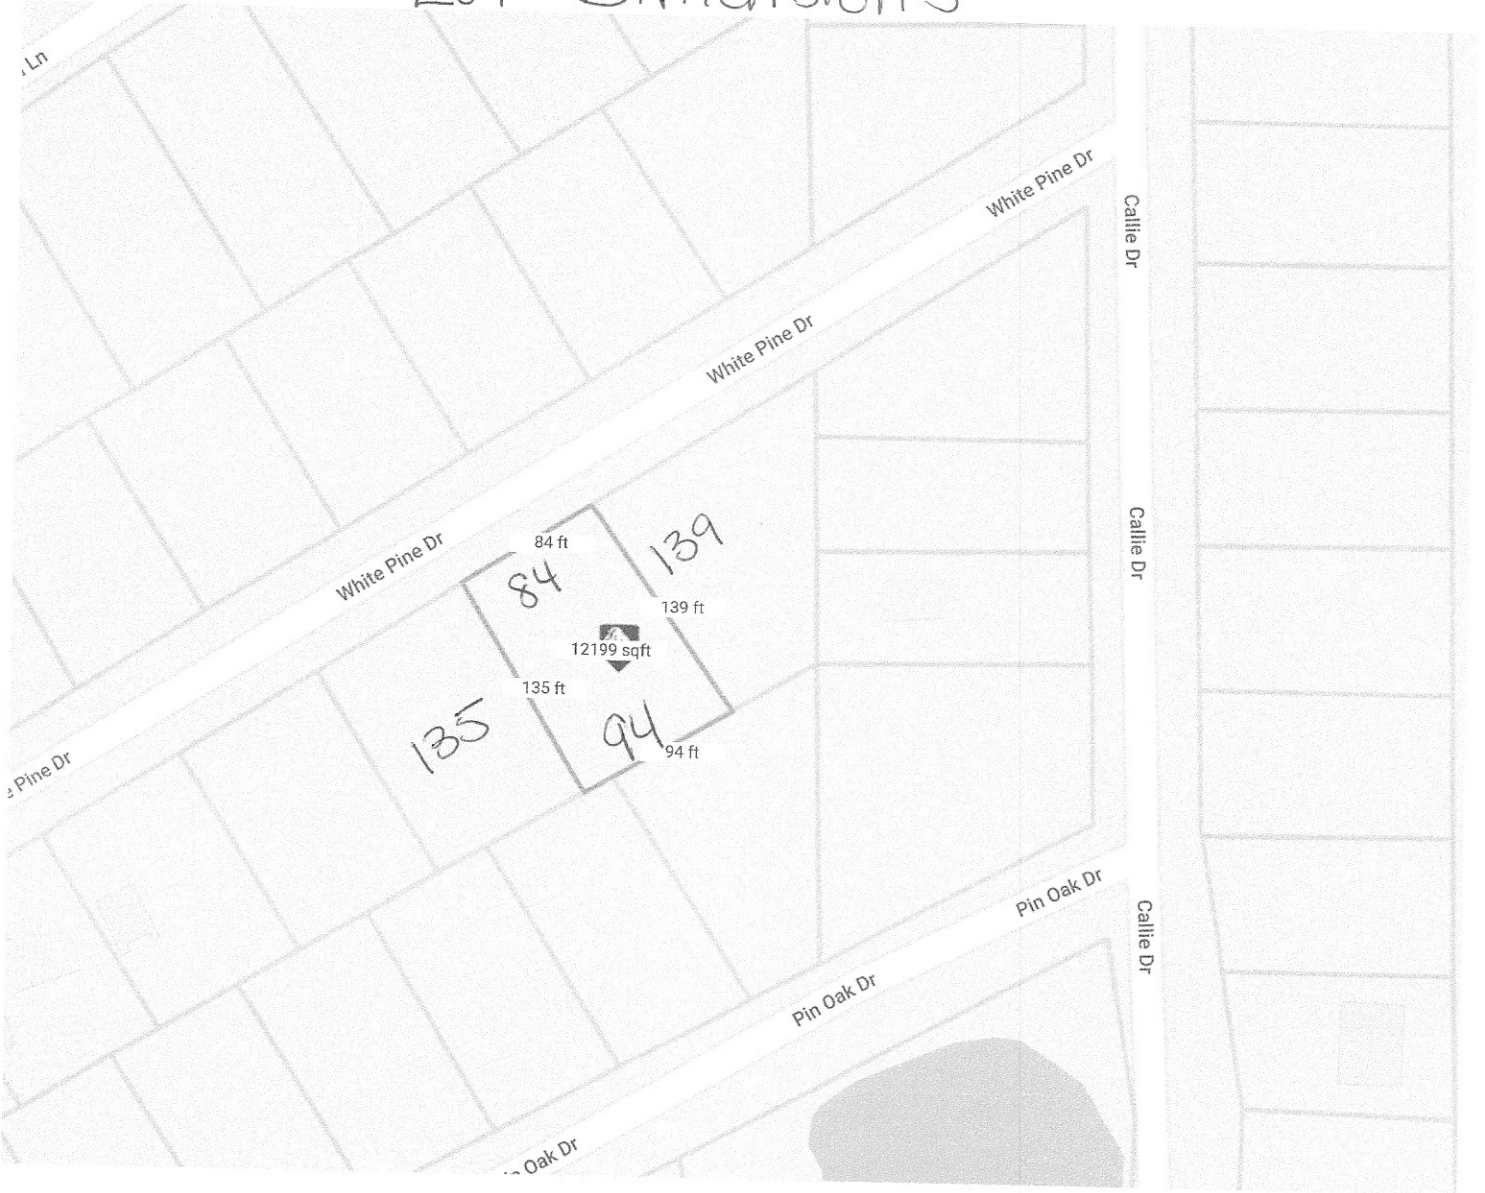 Lot Dimensions
Ln
White Pine Dr
Callie Dr
White Pine Dr
White Pine Dr
84 ft
84
139
139 ft
Callie Dr
12199 sqft
135 ft
135
94
94 ft
e Pine Dr
Pin Oak Dr
Callie Dr
Pin Oak Dr
Oak Dr